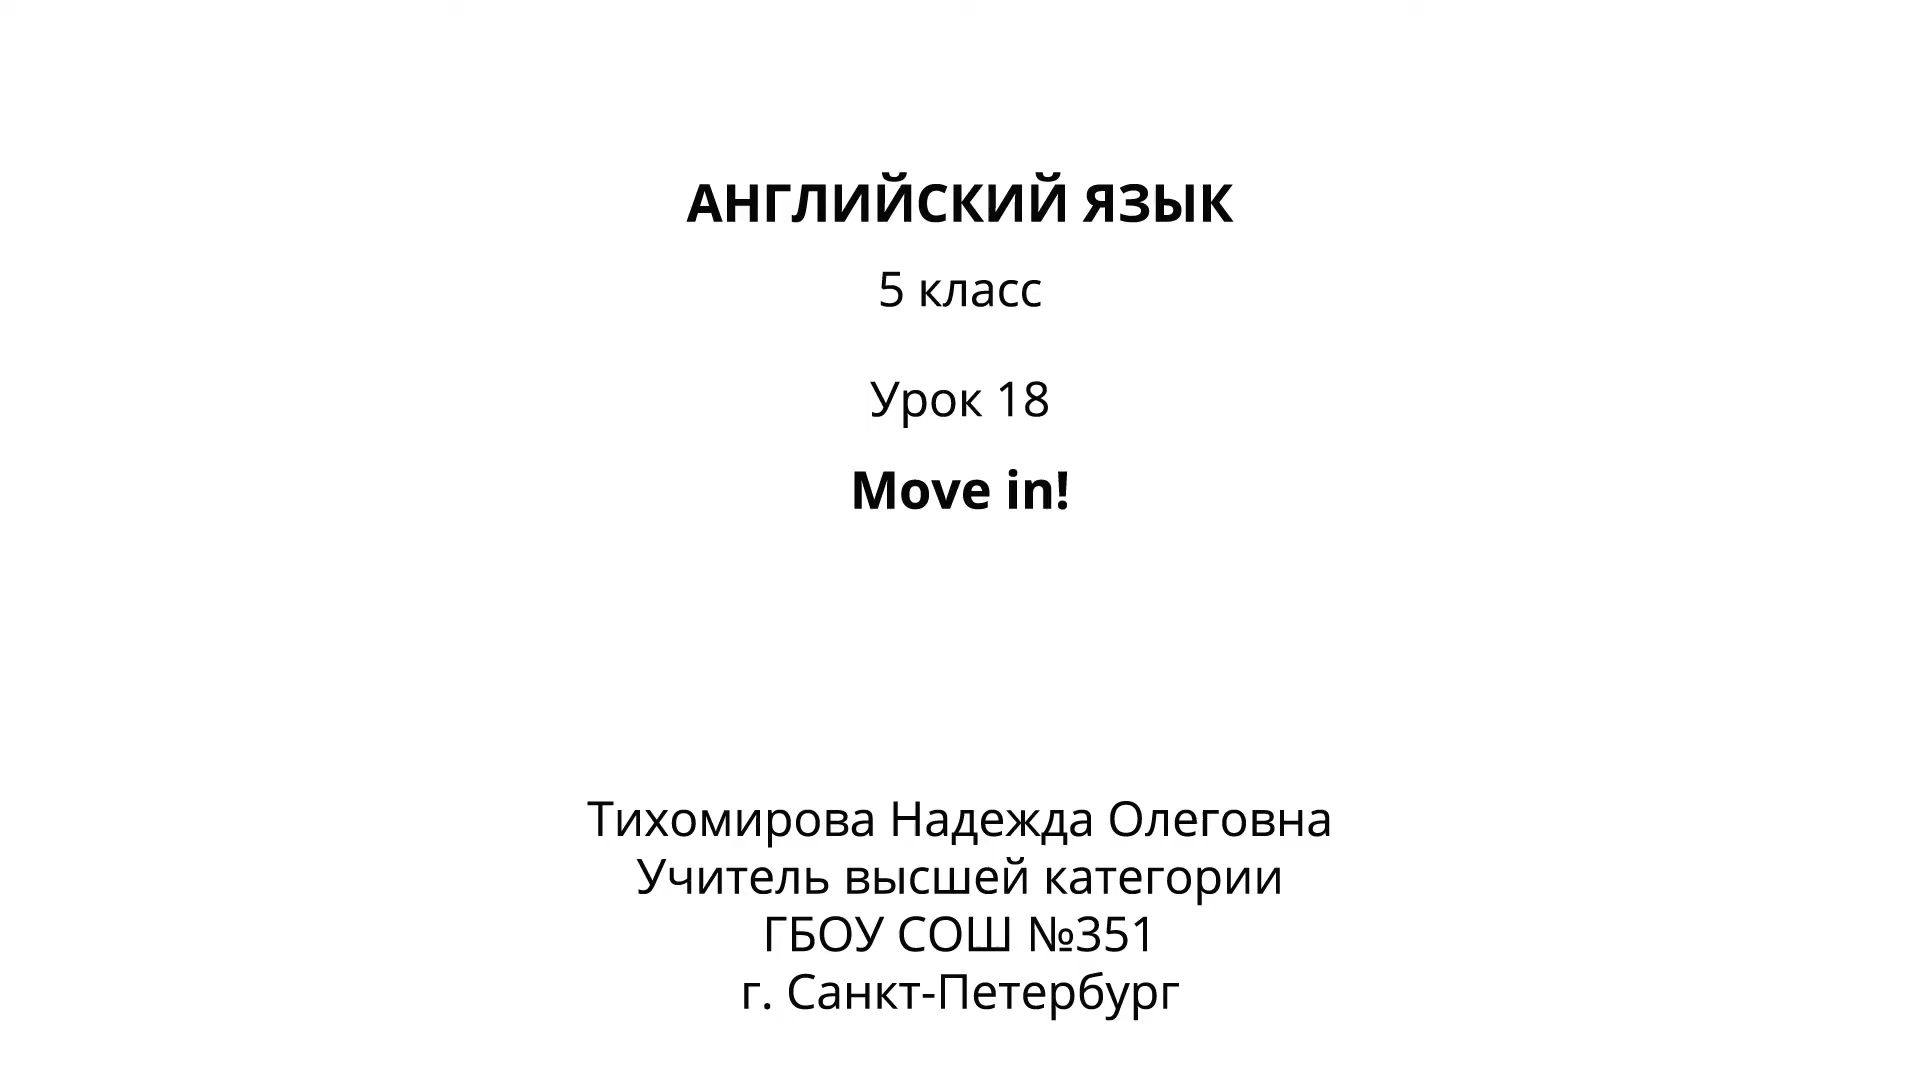 АНГЛИЙСКИЙ ЯЗЫК
5 класс
Урок 18
Move in!
Тихомирова Надежда Олеговна
Учитель высшей категории
ГБОУ СОШ №351
г. Санкт-Петербург